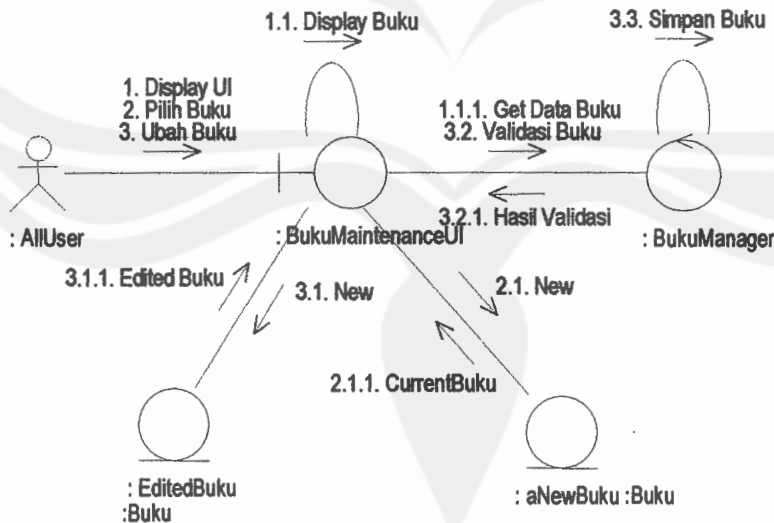 1.1. Display Buku
3.3. Simpan Buku
1. Display UI
2. Pilih Buku
3. Ubah Buku
1.1.1. Get Data Buku
3.2. Validasi Buku
3.2.1. Hasil Validasi
: AllUser
: BukuMaintenanceUI
: BukuManager
3.1.1. Edited Buku
3.1. New
2.1. New
2.1.1. CurrentBuku
: EditedBuku
:Buku
: aNewBuku :Buku